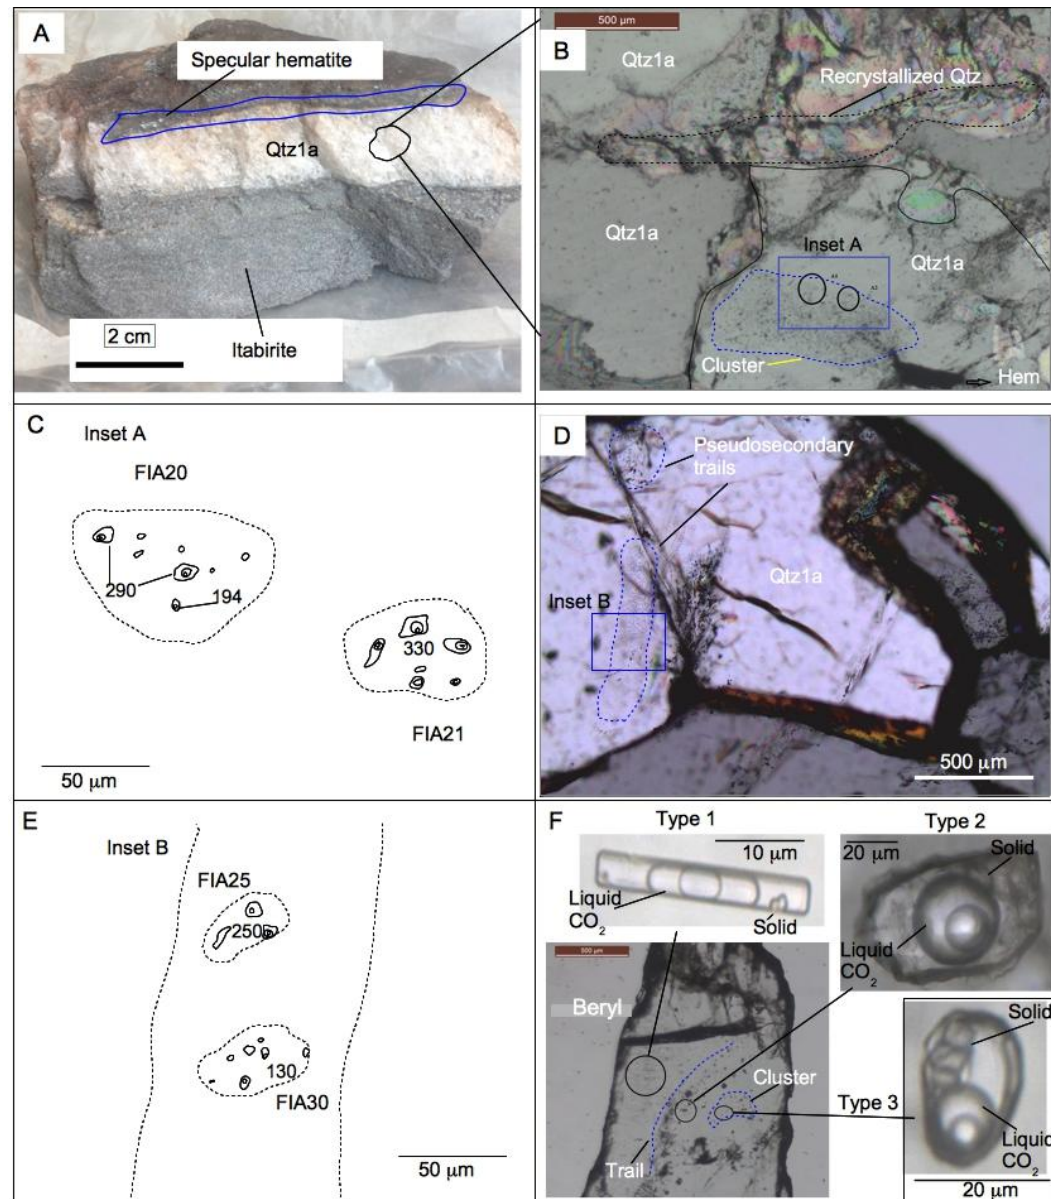 A
Specular hematite
Qtz1a
2 cm
Itabirite
500 µm
B
Qtz1a
Recrystallized Qtz
Qtz1a
Inset A
Qtz1a
Cluster
Hem
C
Inset A
FIA20
290
194
330
FIA21
50 µm
D
Pseudosecondary
trails
Qtz1a
Inset B
500 µm
E
Inset B
FIA25
250
130
FIA30
50 µm
F
Type 1
10 µm
Liquid
CO2
Solid
Type 2
20 µm
Solid
Liquid
CO2
500 µm
Beryl
Cluster
Trail
Type 3
Solid
Liquid
CO2
20 µm